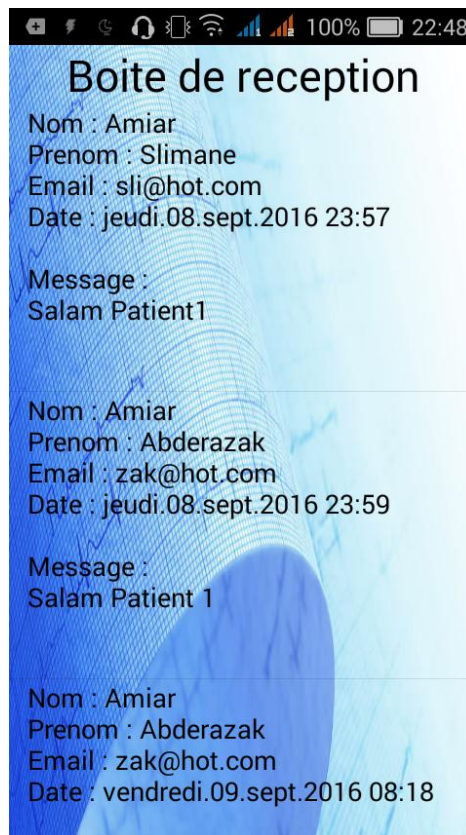 100% 22:48
Boite de reception
Nom : Amiar
Prenom : Slimane
Email : sli@hot.com
Date : jeudi.08.sept.2016 23:57
Message :
Salam Patient1
Nom : Amiar
Prenom : Abderazak
Email : zak@hot.com
Date : jeudi.08.sept.2016 23:59
Message :
Salam Patient 1
Nom : Amiar
Prenom : Abderazak
Email : zak@hot.com
Date : vendredi.09.sept.2016 08:18